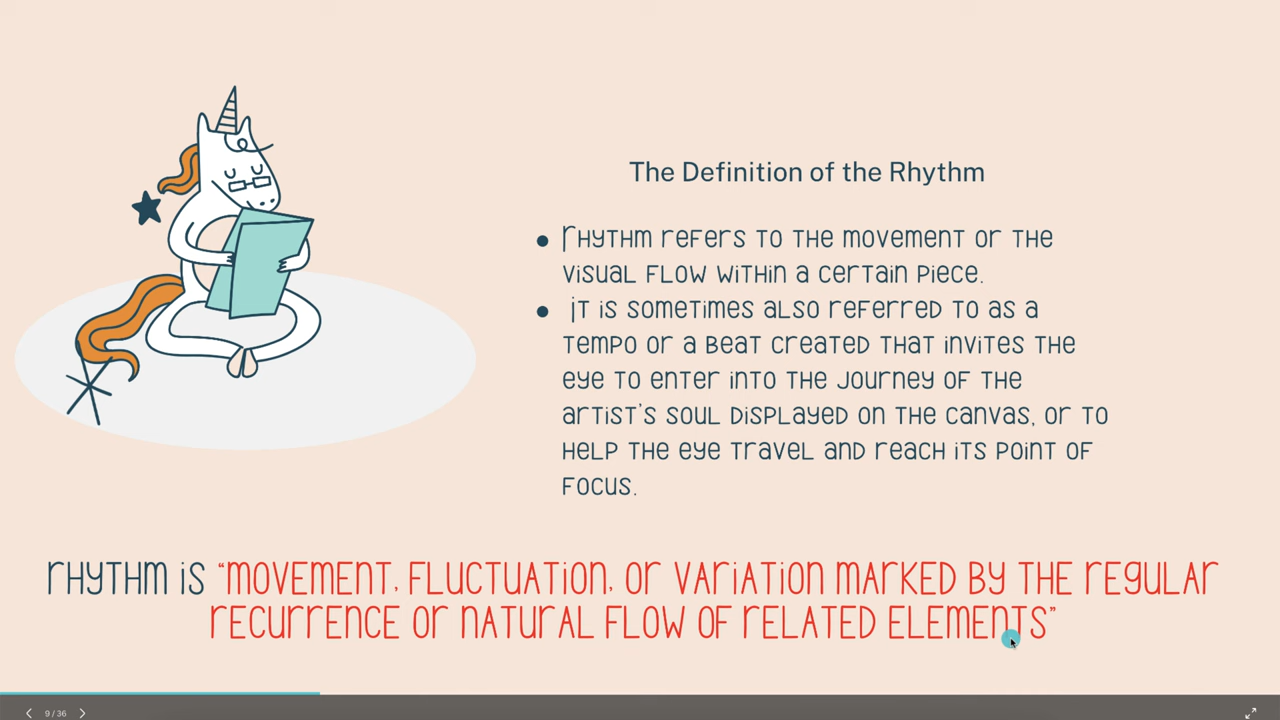 The Definition of the Rhythm
● Rhythm refers to the movement or the
visual flow within a certain piece.
● It is sometimes also referred to as a
tempo or a beat created that invites the
eye to enter into the journey of the
artist's soul displayed on the canvas, or to
help the eye travel and reach its point of
focus.
Rhythm is “movement, fluctuation, or variation marked by the regular
recurrence or natural flow of related elements”
9 / 36